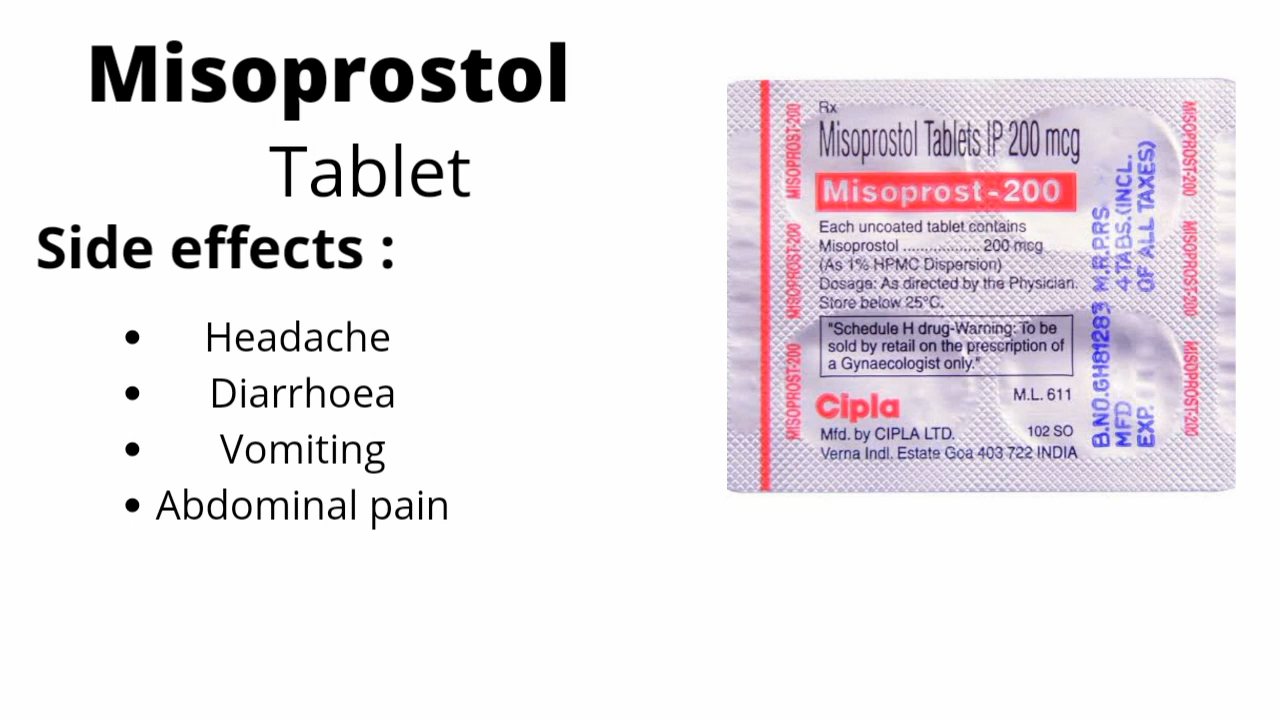 Misoprostol
Tablet
Side effects :
• Headache
• Diarrhoea
• Vomiting
• Abdominal pain
Rx
Misoprostol Tablets IP 200 mcg
Misoprost-200
Each uncoated tablet contains
Misoprostol .................. 200 mcg
(As 1% HPMC Dispersion)
Dosage: As directed by the Physician.
Store below 25°C.
"Schedule H drug-Warning: To be
sold by retail on the prescription of
a Gynaecologist only."
Cipla
M.L. 611
Mfd. by CIPLA LTD.
102 SO
Verna Indl. Estate Goa 403 722 INDIA
MISOPROST-200
MISOPROST-200
MISOPROST-200
B.NO.GH81283 M.R.P.RS
MFD 4 TABS.(INCL.
EXP. OF ALL TAXES)
MISOPROST-200
MISOPROST-200
MISOPROST-200